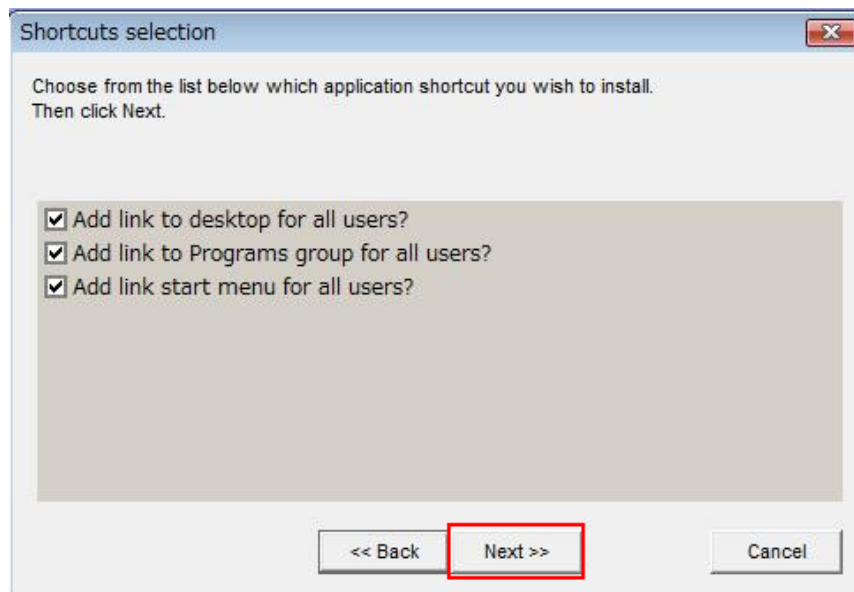 Shortcuts selection
Choose from the list below which application shortcut you wish to install.
Then click Next.
Add link to desktop for all users?
Add link to Programs group for all users?
Add link start menu for all users?
<< Back Next >> Cancel